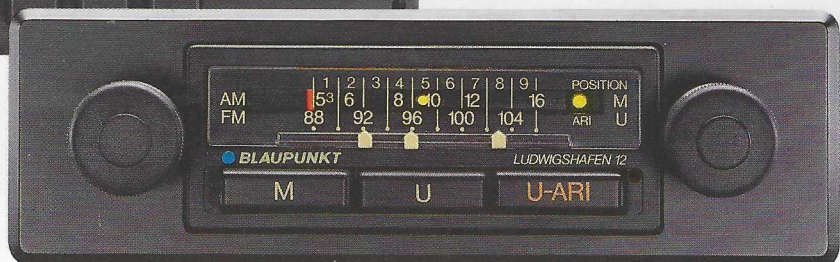 1 2 3 4 5 6 7 8 9 POSITION
AM 5³ 6 8 10 12 16 M
FM 88 92 96 100 104 ARI U
BLAUPUNKT LUDWIGSHAFEN 12
M U U-ARI